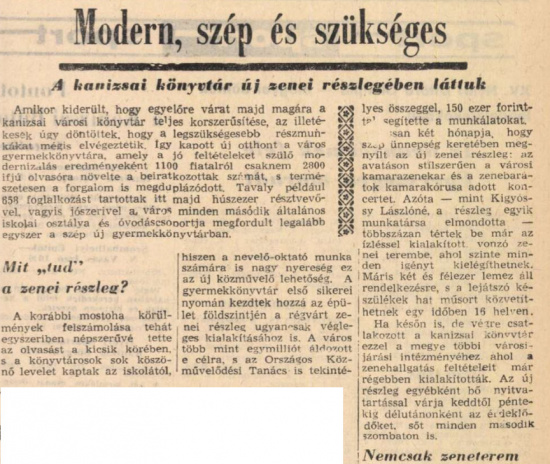 Modern, szép és szükséges
A kanizsai könyvtár új zenei részlegében láttuk
Amikor kiderült, hogy egyelőre várat majd magára a
kanizsai városi könyvtár teljes korszerűsítése, az illeté-
kesek úgy döntöttek, hogy a legszükségesebb részmun-
kákat mégis elvégeztetik. Így kapott új otthont a városi
gyermekkönyvtára, amely a jó feltételeket szülő mo-
dernizálás eredményeként 1100 fiatalról csaknem 2800
ifjú olvasóra növelte a beiratkozottak számát, s termé-
szetesen a forgalom is megduplázódott. Tavaly például
658 foglalkozást tartottak itt majd húszezer résztvevő-
vel, vagyis jószerivel a város minden második általános
iskolai osztálya és óvodáscsoportja megfordult legalább
egyszer a szép új gyermekkönyvtárban.
Mit „tud”
a zenei részleg?
A korábbi mostoha körül-
mények felszámolása tehát
egyszeriben népszerűvé tette
az olvasást a kicsik körében,
s a könyvtárosok sok köszö-
nő levelet kaptak az iskolától,
hiszen a nevelő-oktató munka
számára is nagy nyereség ez
az új közművelő lehetőség. A
gyermekkönyvtár első sikerei
nyomán kezdtek hozzá az épü-
let földszintjén a régvárt ze-
nei részleg ugyancsak végle-
ges kialakításához is. A város
több mint egymilliót áldozott
e célra, s az Országos Köz-
művelődési Tanács is tekinté-
lyes összeggel, 150 ezer forint-
tal segítette a munkálatokat.
san két hónapja, hogy
szép ünnepség keretében meg-
nyílt az új zenei részleg: az
avatáson stílszerűen a városi
kamarazenekar és a zenebará-
tok kamarakórusa adott kon-
certet. Azóta — mint Kigyós-
sy Lászlóné, a részleg egyik
munkatársa elmondotta —
többszázan tértek be már az
ízléssel kialakított vonzó ze-
nei terembe, ahol szinte min-
den igényt kielégíthetnek.
Máris két és félezer lemez áll
rendelkezésre, s a lejátszó ké-
szülékek hat műsort közvetít-
hetnek egy időben 16 helyen.
Ha későn is, de végre csat-
lakozott a kanizsai könyvtár
ezzel a megye többi városi-
járási intézményéhez ahol a
zenehallgatás feltételeit már
régebben kialakították. Az új
részleg egyébként bő nyitva-
tartással várja keddtől pénte-
kig délutánonként az érdeklő-
dőket, sőt minden második
szombaton is.
Nemcsak zeneterem